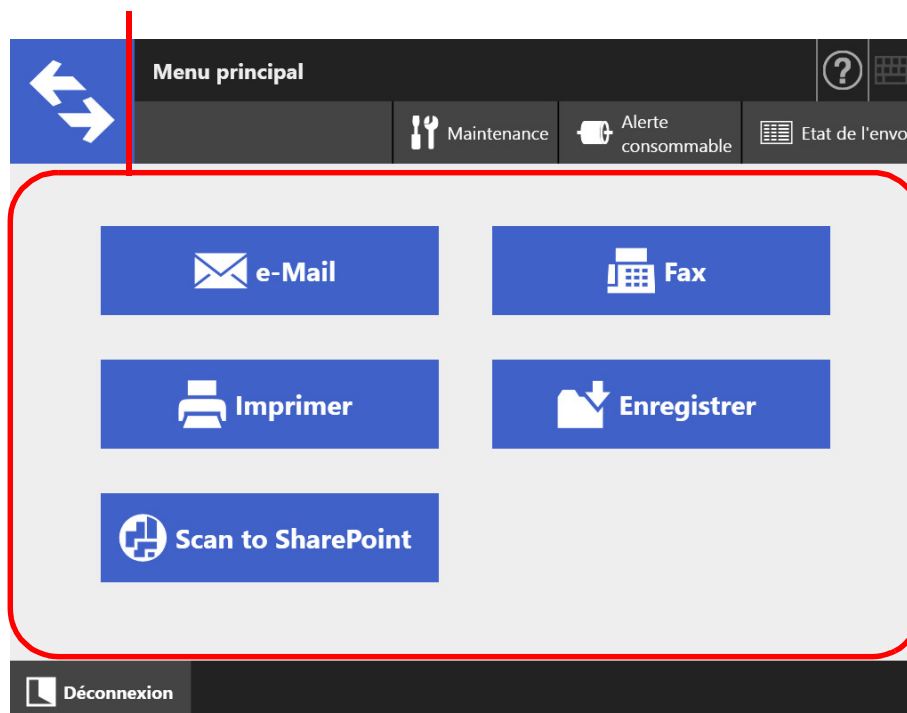 Menu principal
?
Maintenance
Alerte
consommable
Etat de l'envo
e-Mail
Fax
Imprimer
Enregistrer
Scan to SharePoint
Déconnexion